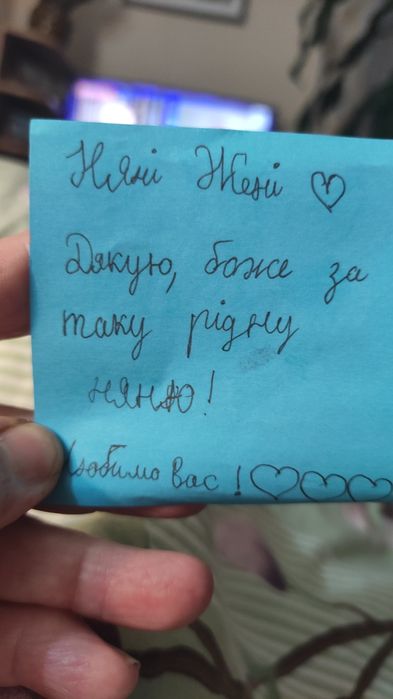 Няні Жені ♡
Дякую, боже за
таку рідну
няню!
Любимо Вас! ♡♡♡